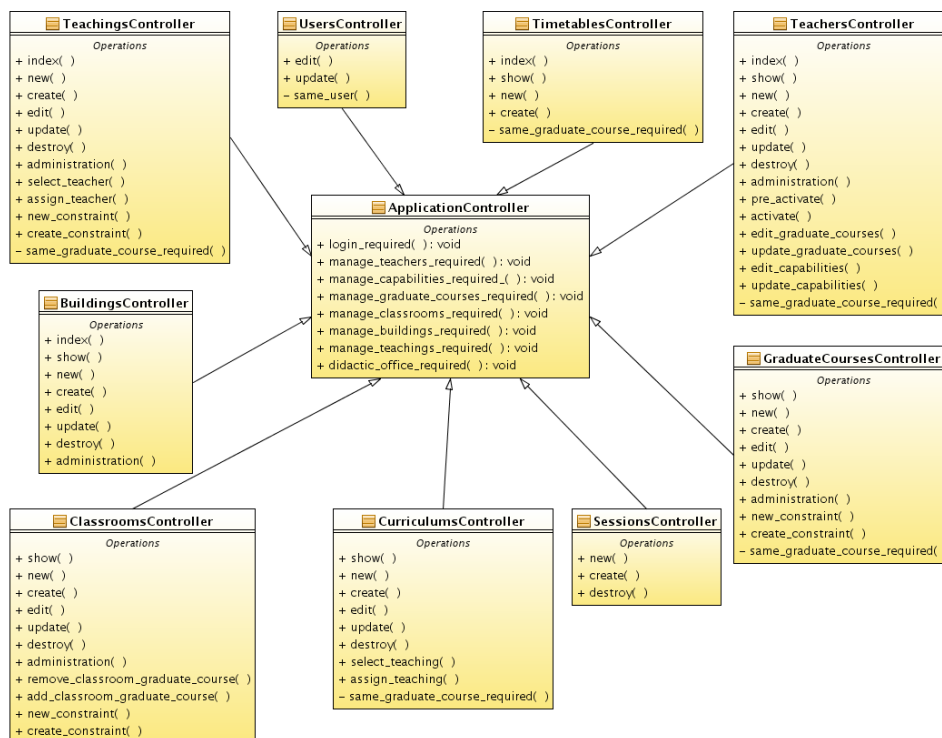 TeachingsController
Operations
+ index( )
+ new( )
+ create( )
+ edit( )
+ update( )
+ destroy( )
+ administration( )
+ select_teacher( )
+ assign_teacher( )
+ new_constraint( )
+ create_constraint( )
− same_graduate_course_required( )
UsersController
Operations
+ edit( )
+ update( )
− same_user( )
TimetablesController
Operations
+ index( )
+ show( )
+ new( )
+ create( )
− same_graduate_course_required( )
TeachersController
Operations
+ index( )
+ show( )
+ new( )
+ create( )
+ edit( )
+ update( )
+ destroy( )
+ administration( )
+ pre_activate( )
+ activate( )
+ edit_graduate_courses( )
+ update_graduate_courses( )
+ edit_capabilities( )
+ update_capabilities( )
− same_graduate_course_required(
ApplicationController
Operations
+ login_required( ) : void
+ manage_teachers_required( ) : void
+ manage_capabilities_required_( ) : void
+ manage_graduate_courses_required( ) : void
+ manage_classrooms_required( ) : void
+ manage_buildings_required( ) : void
+ manage_teachings_required( ) : void
+ didactic_office_required( ) : void
BuildingsController
Operations
+ index( )
+ show( )
+ new( )
+ create( )
+ edit( )
+ update( )
+ destroy( )
+ administration( )
GraduateCoursesController
Operations
+ show( )
+ new( )
+ create( )
+ edit( )
+ update( )
+ destroy( )
+ administration( )
+ new_constraint( )
+ create_constraint( )
− same_graduate_course_required(
ClassroomsController
Operations
+ show( )
+ new( )
+ create( )
+ edit( )
+ update( )
+ destroy( )
+ administration( )
+ remove_classroom_graduate_course( )
+ add_classroom_graduate_course( )
+ new_constraint( )
+ create_constraint( )
CurriculumsController
Operations
+ show( )
+ new( )
+ create( )
+ edit( )
+ update( )
+ destroy( )
+ select_teaching( )
+ assign_teaching( )
− same_graduate_course_required( )
SessionsController
Operations
+ new( )
+ create( )
+ destroy( )